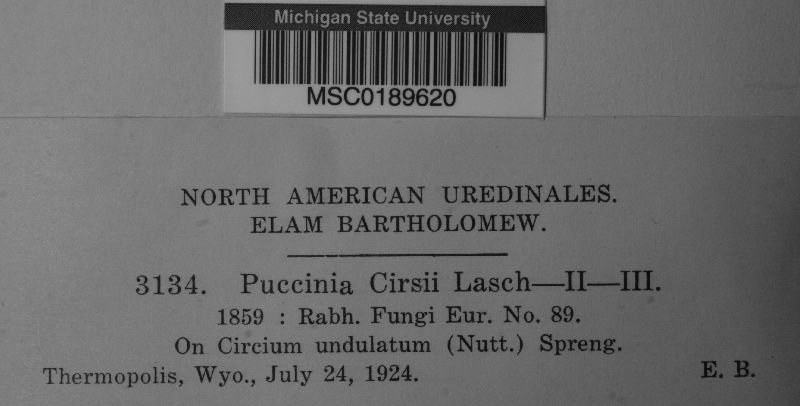 Michigan State University
MSC0189620
NORTH AMERICAN UREDINALES.
ELAM BARTHOLOMEW.
3134. Puccinia Cirsii Lasch—II—III.
1859 : Rabh. Fungi Eur. No. 89.
On Circium undulatum (Nutt.) Spreng.
Thermopolis, Wyo., July 24, 1924. E. B.